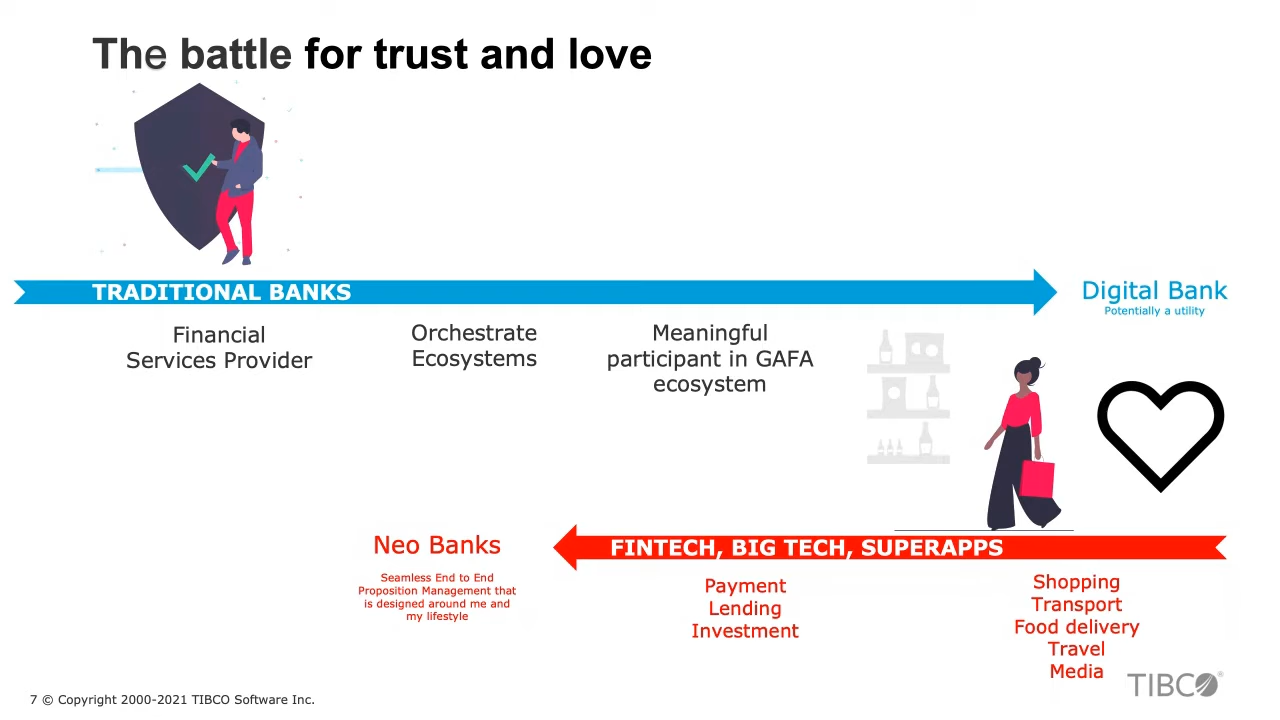 The battle for trust and love
TRADITIONAL BANKS
Digital Bank
Potentially a utility
Financial
Services Provider
Orchestrate
Ecosystems
Meaningful
participant in GAFA
ecosystem
Neo Banks
Seamless End to End
Proposition Management that
is designed around me and
my lifestyle
FINTECH, BIG TECH, SUPERAPPS
Payment
Lending
Investment
Shopping
Transport
Food delivery
Travel
Media
TIBCO®
7 © Copyright 2000-2021 TIBCO Software Inc.